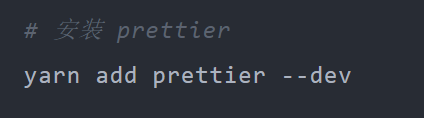 # 安装 prettier
yarn add prettier --dev